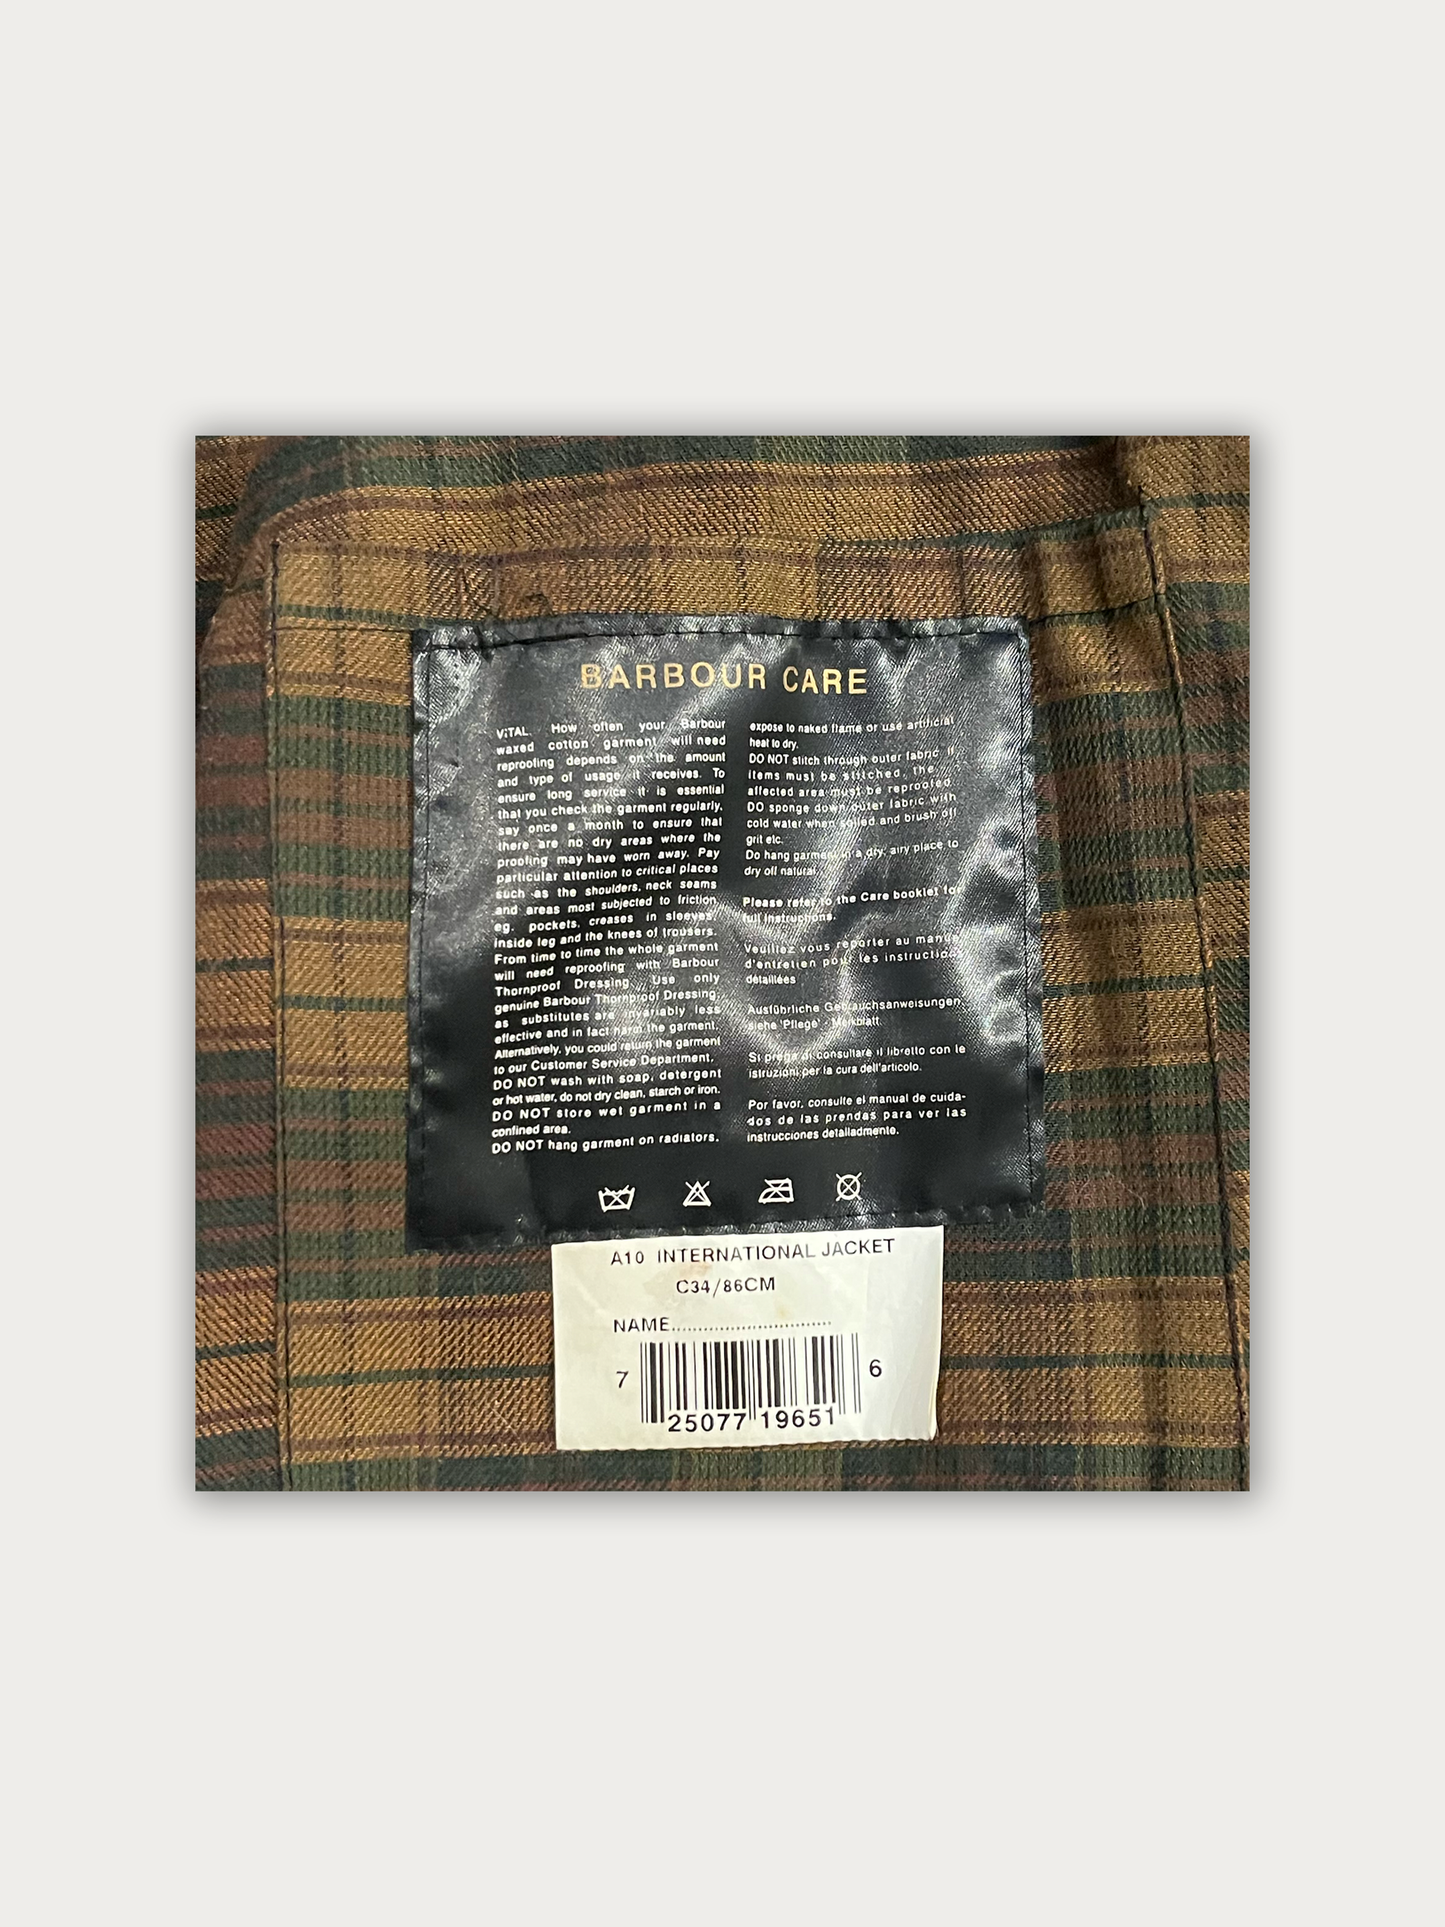 BARBOUR CARE
VITAL. How often your Barbour
waxed cotton garment will need
reproofing depends on the amount
and type of usage it receives. To
ensure long service it is essential
that you check the garment regularly,
say once a month to ensure that
there are no dry areas where the
proofing may have worn away. Pay
particular attention to critical places
such as the shoulders, neck seams
and areas most subjected to friction,
eg. pockets, creases in sleeves,
inside leg and the knees of trousers.
From time to time the whole garment
will need reproofing with Barbour
Thornproof Dressing. Use only
genuine Barbour Thornproof Dressing,
as substitutes are invariably less
effective and in fact harm the garment.
Alternatively, you could return the garment
to our Customer Service Department.
DO NOT wash with soap, detergent
or hot water, do not dry clean, starch or iron.
DO NOT store wet garment in a
confined area.
DO NOT hang garment on radiators,
expose to naked flame or use artificial
heat to dry.
DO NOT stitch through outer fabric. If
items must be stitched, the
affected area must be reproofed.
DO sponge down outer fabric with
cold water when soiled and brush off
grit etc.
Do hang garment in a dry, airy place to
dry off natural.
Please refer to the Care booklet for
full instructions.
Veuillez vous reporter au manuel
d'entretien pour les instructions
détaillées
Ausführliche Gebrauchsanweisungen,
siehe 'Pflege' - Merkblatt.
Si prega di consultare il libretto con le
istruzioni per la cura dell'articolo.
Por favor, consulte el manual de cuida-
dos de las prendas para ver las
instrucciones detalladmente.
A10 INTERNATIONAL JACKET
C34/86CM
NAME..............................
7 25077 19651 6